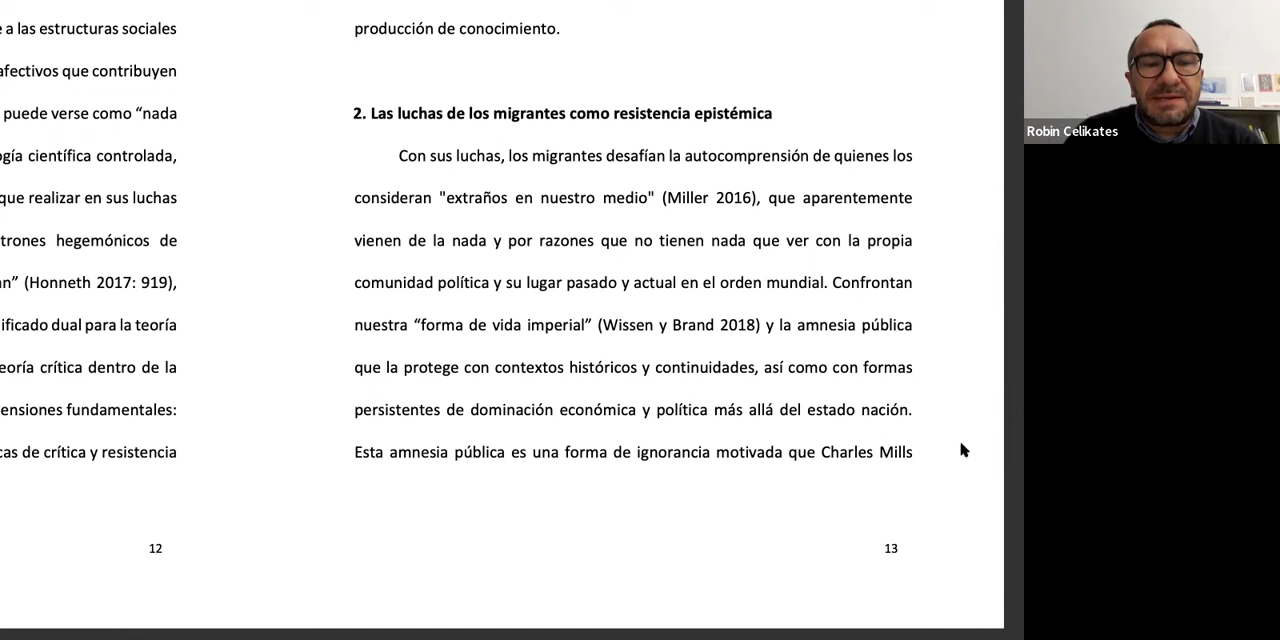 e a las estructuras sociales
afectivos que contribuyen
puede verse como “nada
ogía científica controlada,
que realizar en sus luchas
trones hegemónicos de
an” (Honneth 2017: 919),
ificado dual para la teoría
eoría crítica dentro de la
ensiones fundamentales:
cas de crítica y resistencia
12
producción de conocimiento.
2. Las luchas de los migrantes como resistencia epistémica
Con sus luchas, los migrantes desafían la autocomprensión de quienes los
consideran "extraños en nuestro medio" (Miller 2016), que aparentemente
vienen de la nada y por razones que no tienen nada que ver con la propia
comunidad política y su lugar pasado y actual en el orden mundial. Confrontan
nuestra “forma de vida imperial” (Wissen y Brand 2018) y la amnesia pública
que la protege con contextos históricos y continuidades, así como con formas
persistentes de dominación económica y política más allá del estado nación.
Esta amnesia pública es una forma de ignorancia motivada que Charles Mills
13
Robin Celikates